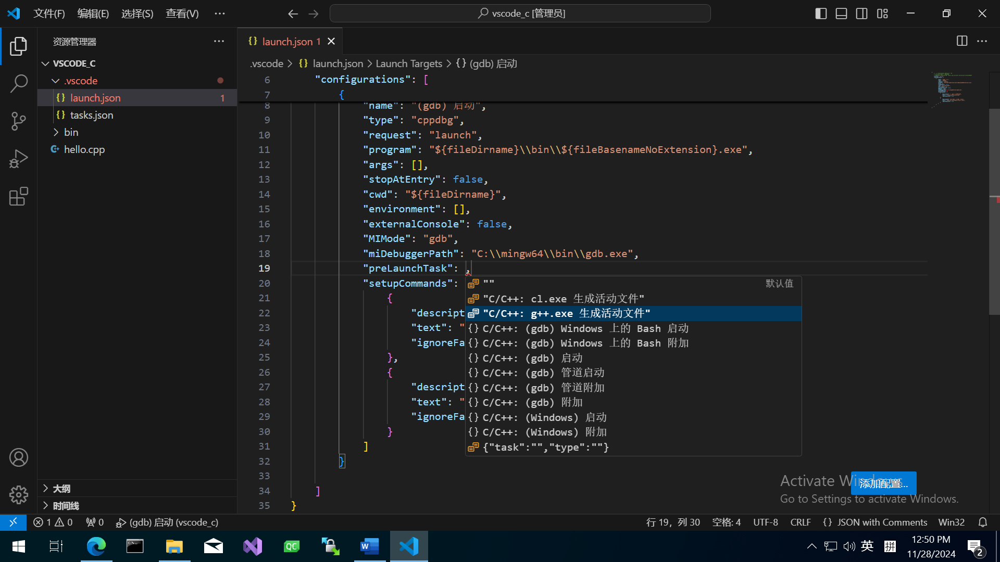 文件(F) 编辑(E) 选择(S) 查看(V) ···
vscode_c [管理员]
资源管理器
VSCODE_C
.vscode
{} launch.json 1
{} tasks.json
bin
hello.cpp
大纲
时间线
{} launch.json 1
.vscode > {} launch.json > Launch Targets > {} (gdb) 启动
6 "configurations": [
7 {
8 "name": "(gdb) 启动",
9 "type": "cppdbg",
10 "request": "launch",
11 "program": "${fileDirname}\\bin\\${fileBasenameNoExtension}.exe",
12 "args": [],
13 "stopAtEntry": false,
14 "cwd": "${fileDirname}",
15 "environment": [],
16 "externalConsole": false,
17 "MIMode": "gdb",
18 "miDebuggerPath": "C:\\mingw64\\bin\\gdb.exe",
19 "preLaunchTask": ,
20 "setupCommands":
21 {
22 "descript
23 "text": "
24 "ignoreFa
25 },
26 {
27 "descript
28 "text": "
29 "ignoreFa
30 }
31 ]
32 }
33
34 ]
35 }
"" 默认值
"C/C++: cl.exe 生成活动文件"
"C/C++: g++.exe 生成活动文件"
{} C/C++: (gdb) Windows 上的 Bash 启动
{} C/C++: (gdb) Windows 上的 Bash 附加
{} C/C++: (gdb) 启动
{} C/C++: (gdb) 管道启动
{} C/C++: (gdb) 管道附加
{} C/C++: (gdb) 附加
{} C/C++: (Windows) 启动
{} C/C++: (Windows) 附加
{"task":"","type":""}
添加配置...
Activate Windows
Go to Settings to activate Windows.
1 0 0 (gdb) 启动 (vscode_c)
行 19，列 30 空格: 4 UTF-8 CRLF {} JSON with Comments Win32
QC
W
英 拼
12:50 PM
11/28/2024
2